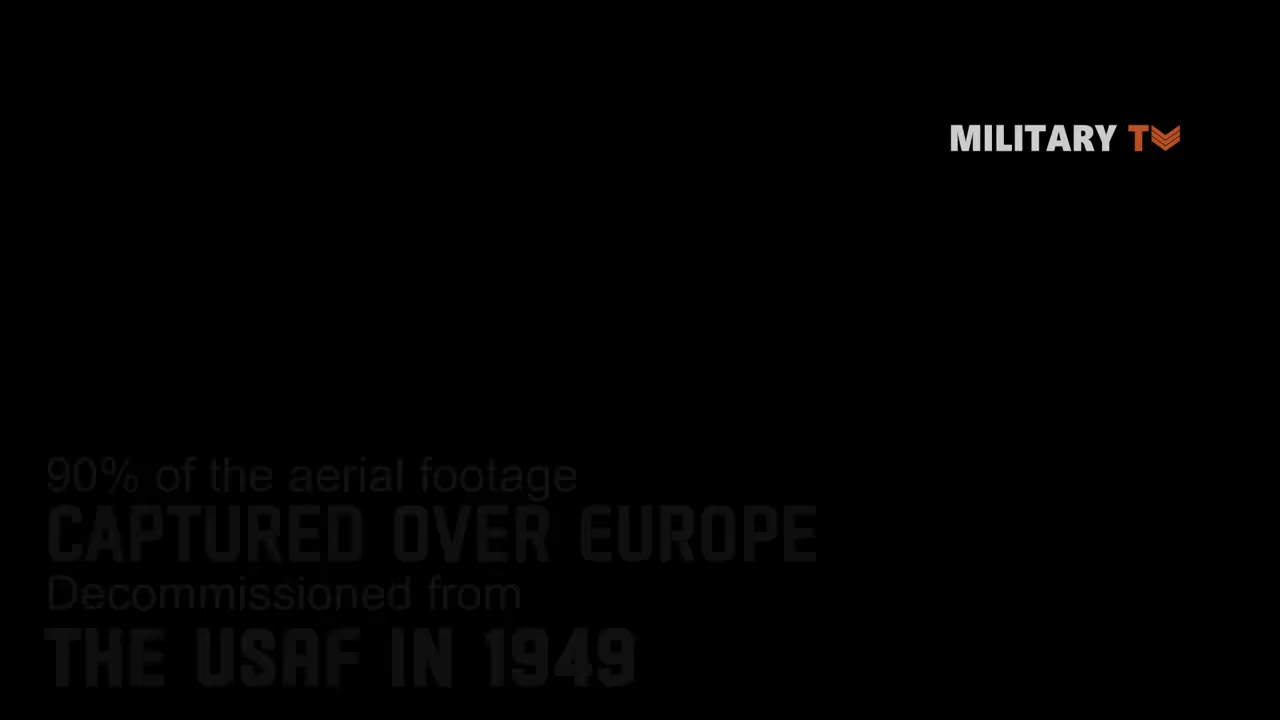 MILITARY TV
90% of the aerial footage
CAPTURED OVER EUROPE
Decommissioned from
THE USAF IN 1949